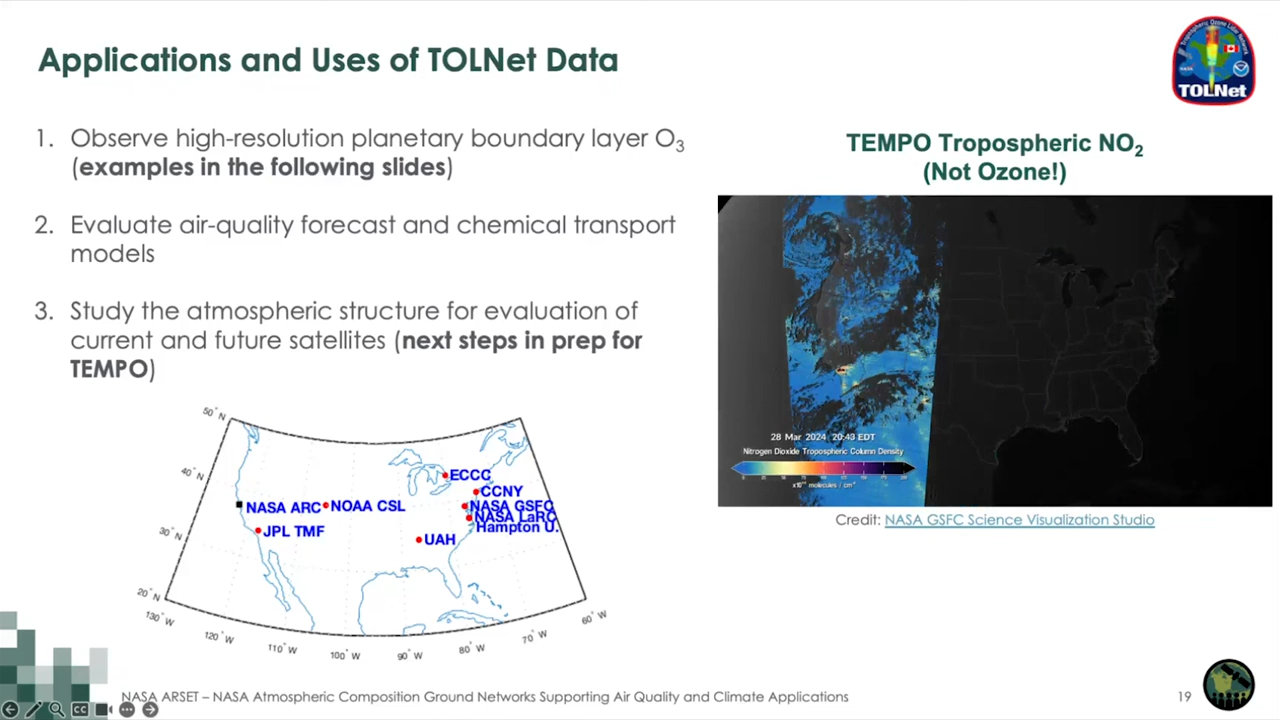 Applications and Uses of TOLNet Data
TOLNet
1. Observe high-resolution planetary boundary layer O3
(examples in the following slides)
2. Evaluate air-quality forecast and chemical transport
models
3. Study the atmospheric structure for evaluation of
current and future satellites (next steps in prep for
TEMPO)
TEMPO Tropospheric NO2
(Not Ozone!)
28 Mar 2024 20:43 EDT
Nitrogen Dioxide Tropospheric Column Density
Credit: NASA GSFC Science Visualization Studio
50° N
40° N
30° N
20° N
130° W
120° W
110° W
100° W
90° W
80° W
70° W
60° W
ECCC
CCNY
NASA ARC
NOAA CSL
NASA GSFC
NASA LaRC
Hampton U.
JPL TMF
UAH
NASA ARSET – NASA Atmospheric Composition Ground Networks Supporting Air Quality and Climate Applications
19
CC